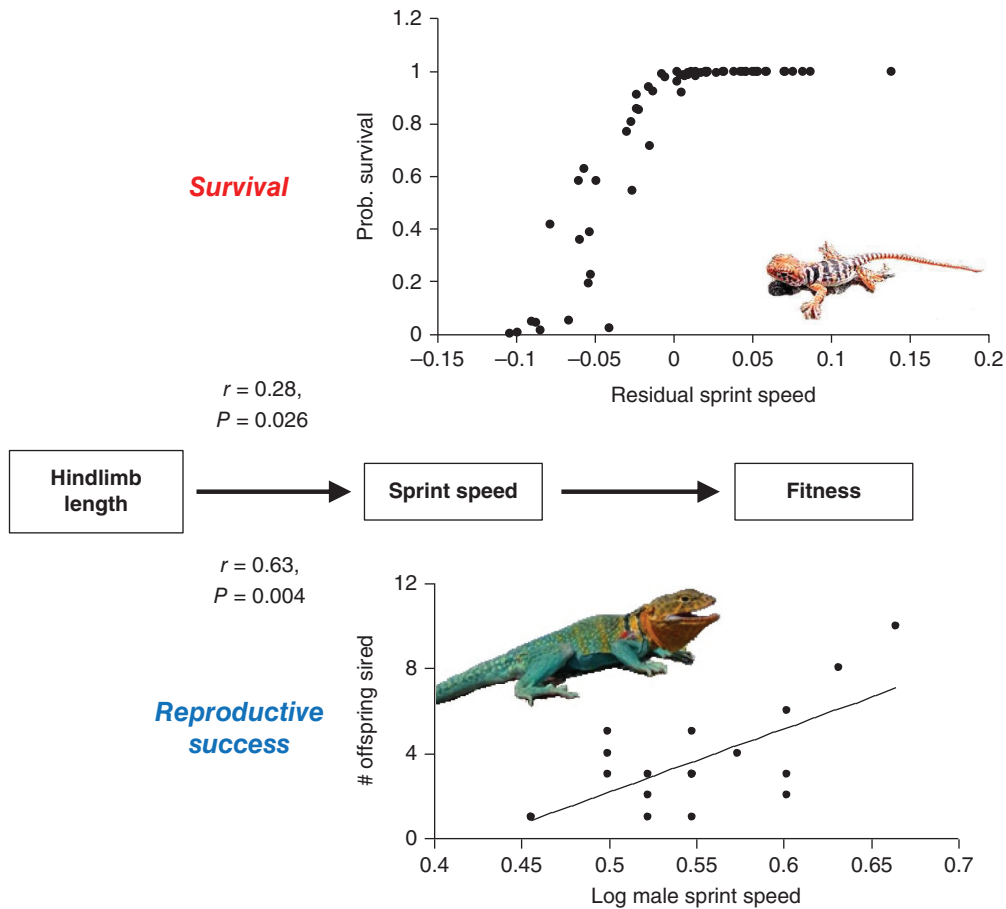 1.2
1
0.8
0.6
0.4
0.2
0
Prob. survival
Survival
–0.15
–0.1
–0.05
0
0.05
0.1
0.15
0.2
Residual sprint speed
r = 0.28,
P = 0.026
Hindlimb
length
Sprint speed
Fitness
r = 0.63,
P = 0.004
Reproductive
success
12
8
4
0
# offspring sired
0.4
0.45
0.5
0.55
0.6
0.65
0.7
Log male sprint speed